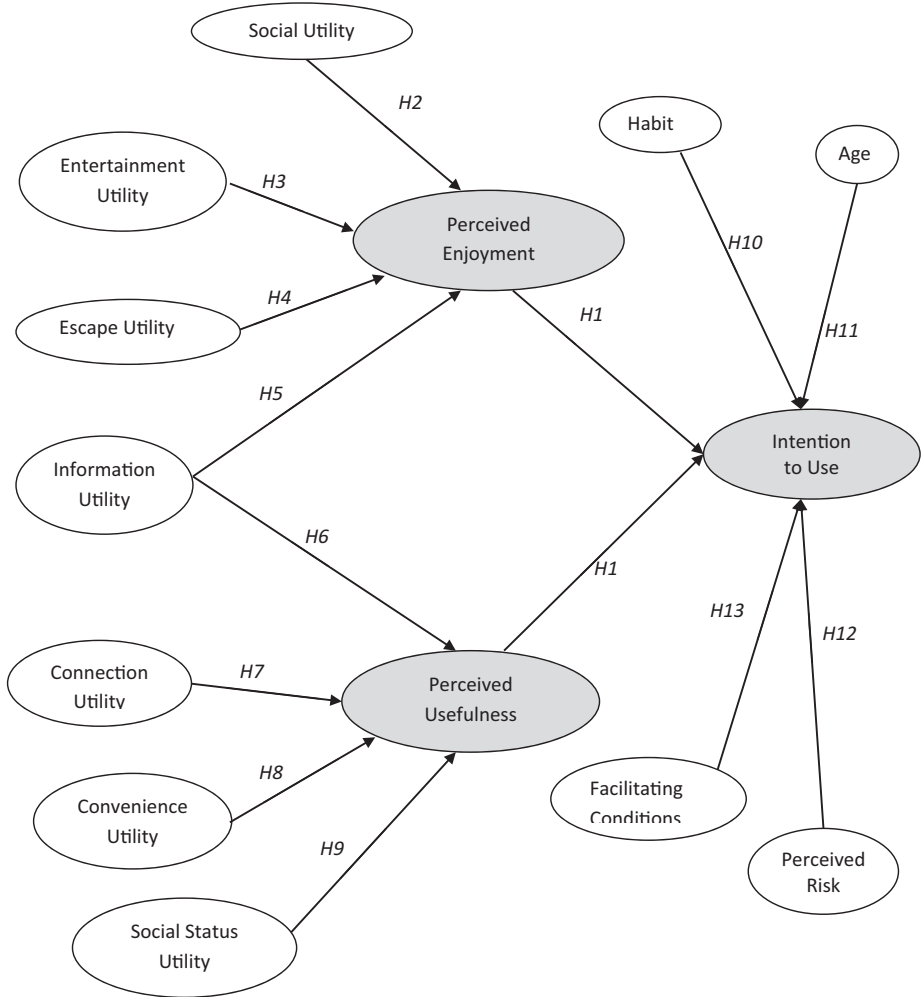 Social Utility
H2
Habit
Age
Entertainment
Utility
H3
Perceived
Enjoyment
H10
Escape Utility
H4
H1
H11
H5
Information
Utility
Intention
to Use
H6
H1
H13
H12
Connection
Utility
H7
Perceived
Usefulness
H8
Convenience
Utility
Facilitating
Conditions
H9
Perceived
Risk
Social Status
Utility